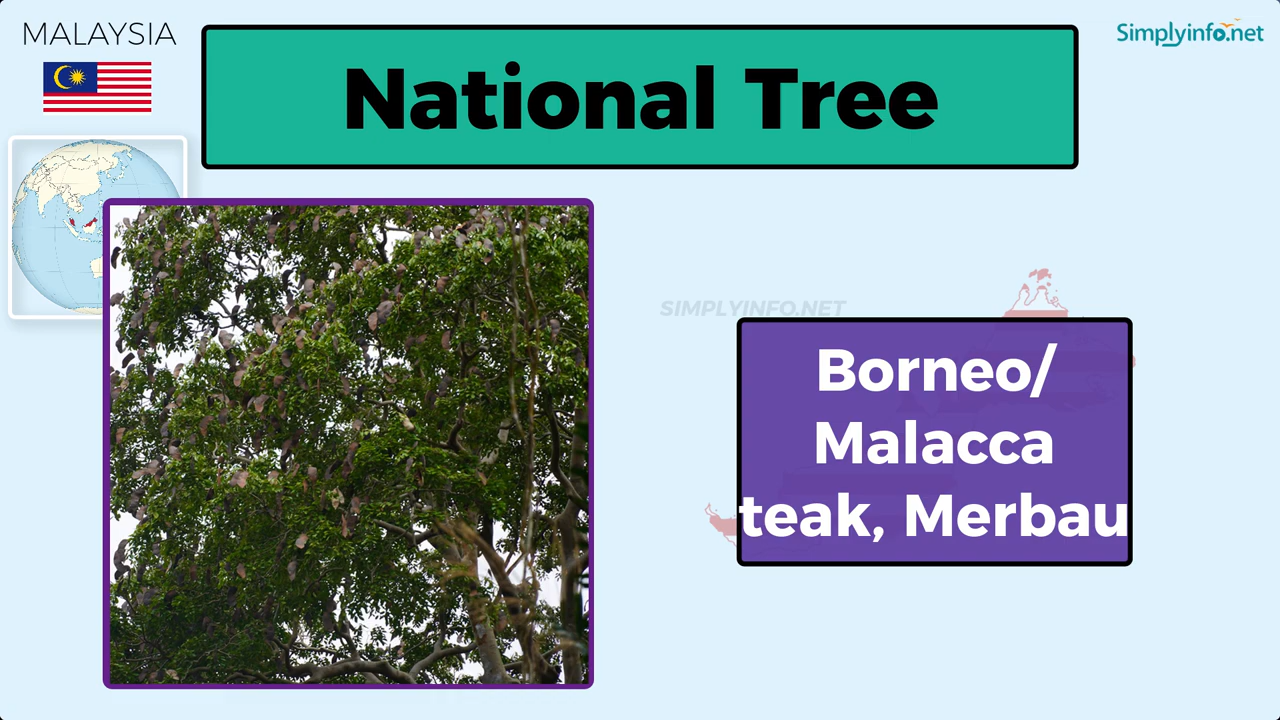 MALAYSIA
National Tree
Simplyinfo.net
SIMPLYINFO.NET
Borneo/
Malacca
teak, Merbau